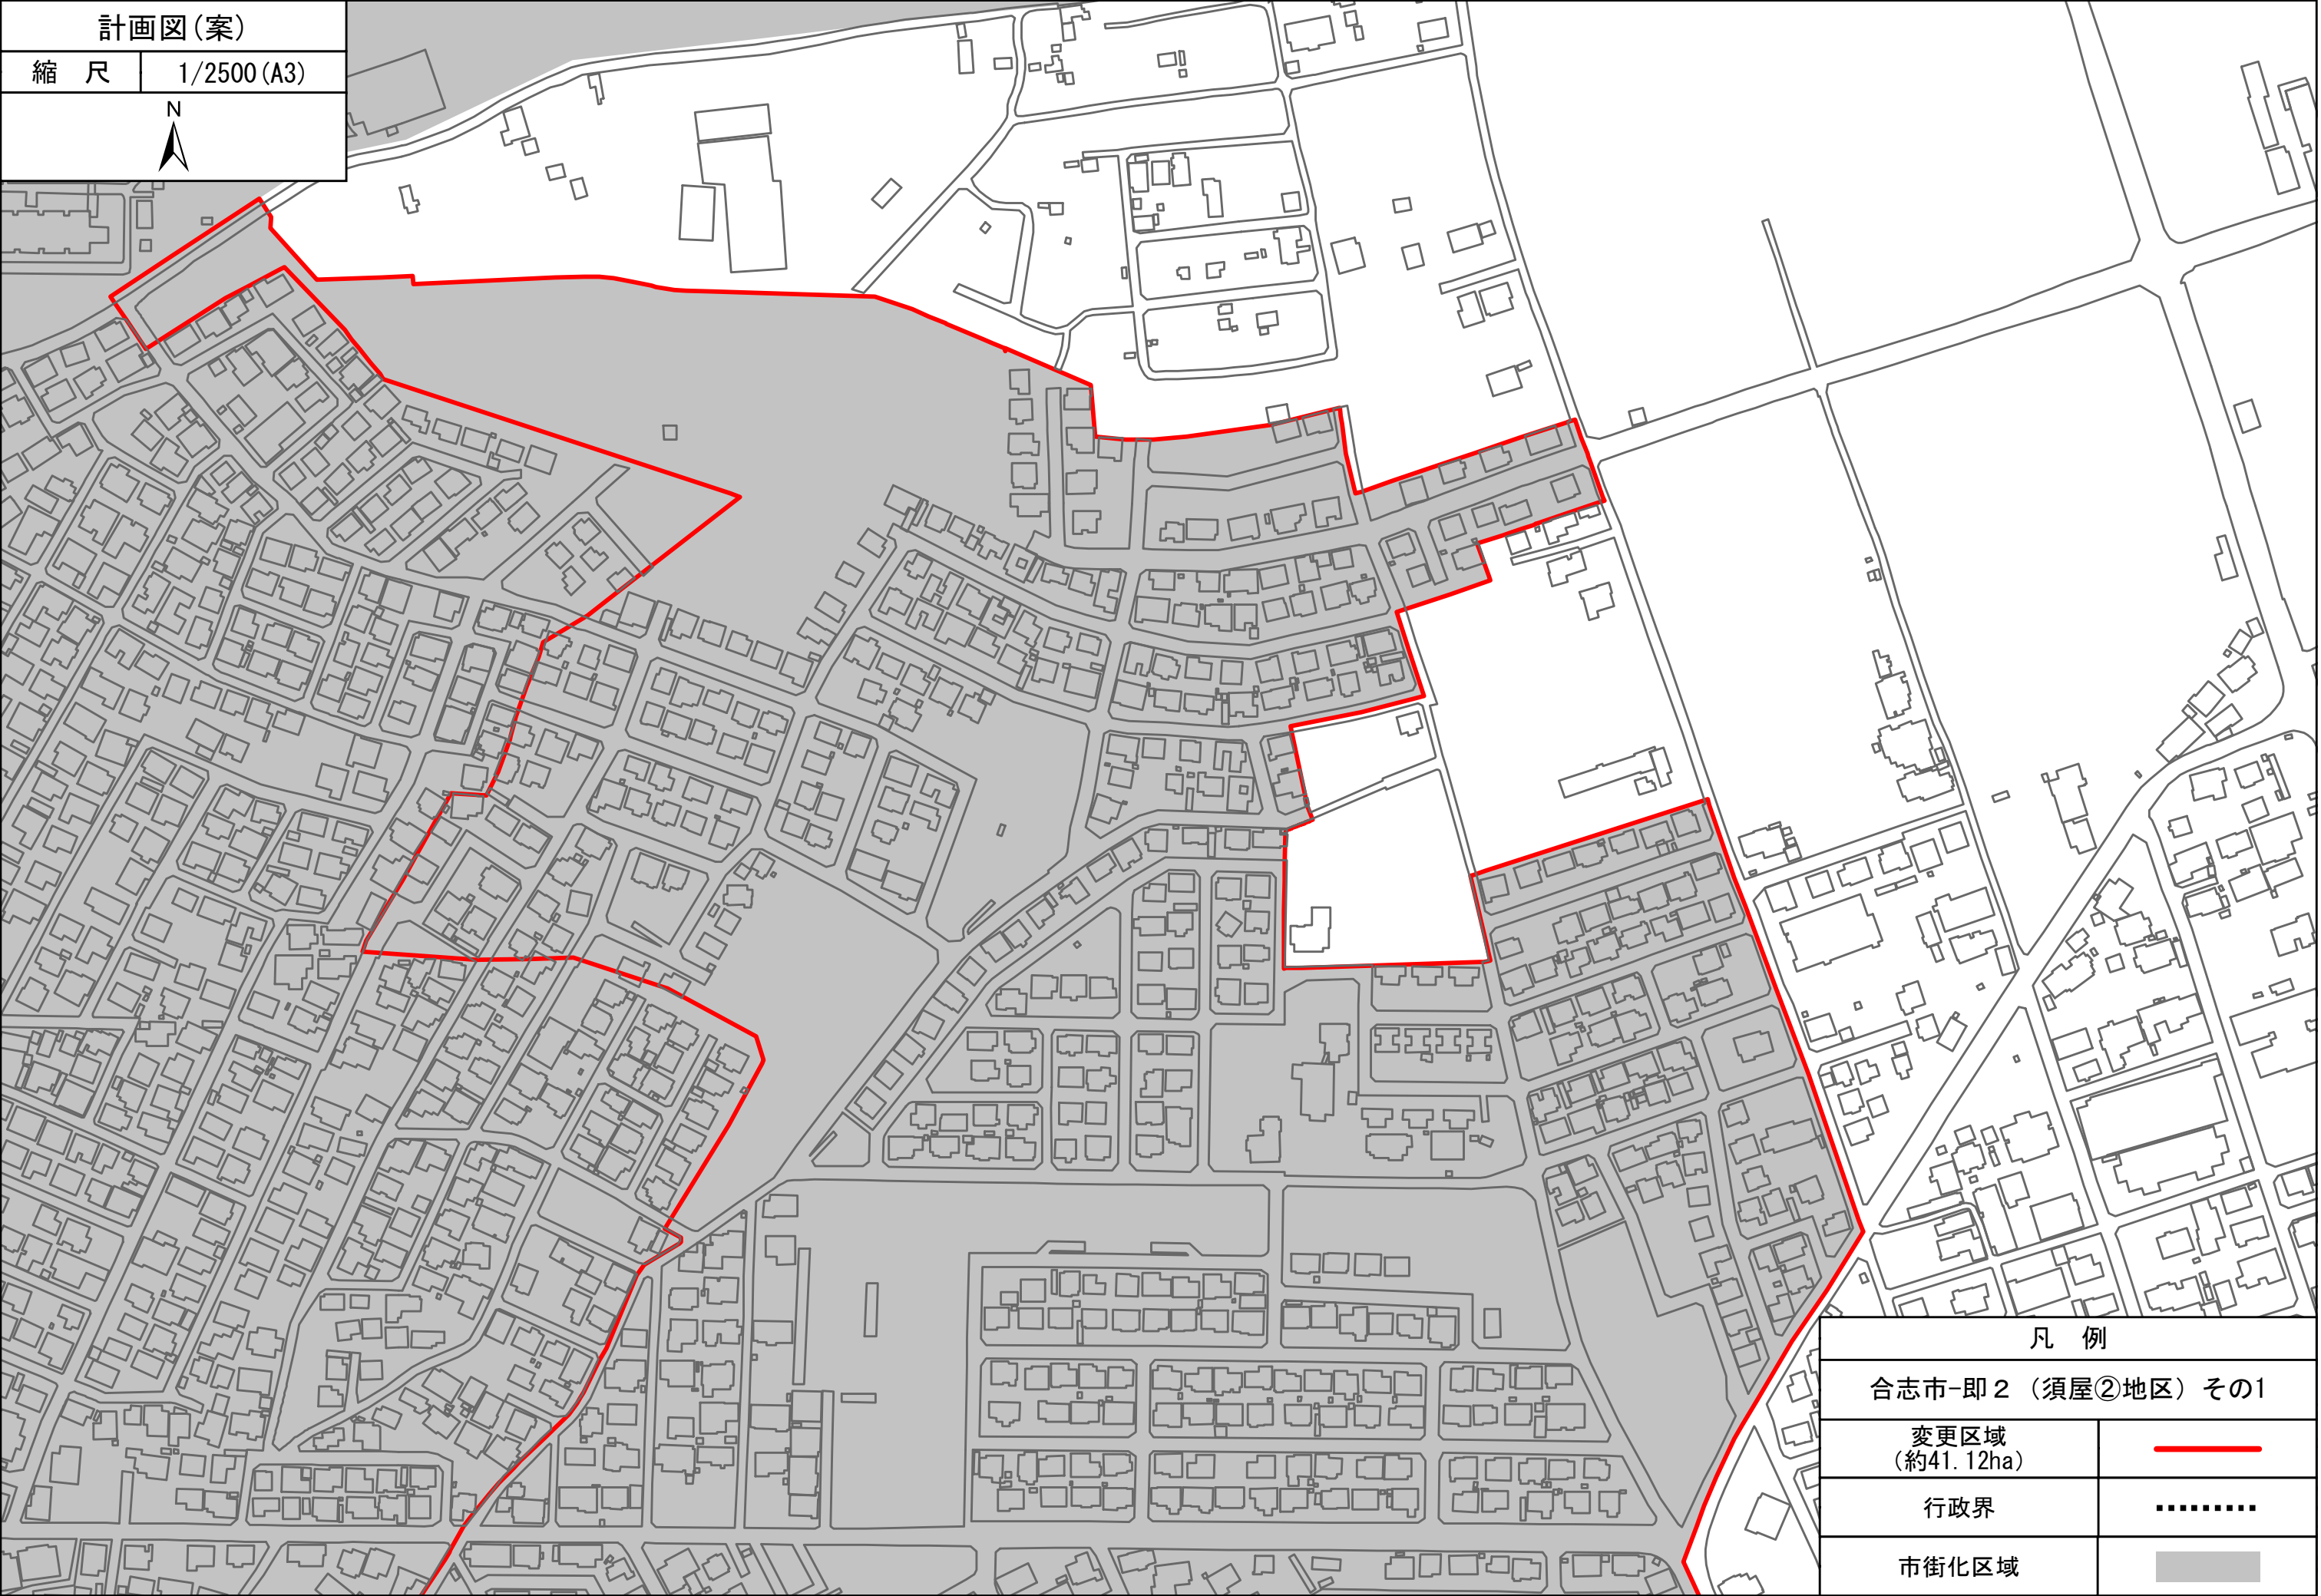 計画図(案)
縮 尺 1/2500(A3)
N
凡 例
合志市-即2 (須屋②地区) その1
変更区域
(約41.12ha)
行政界
市街化区域